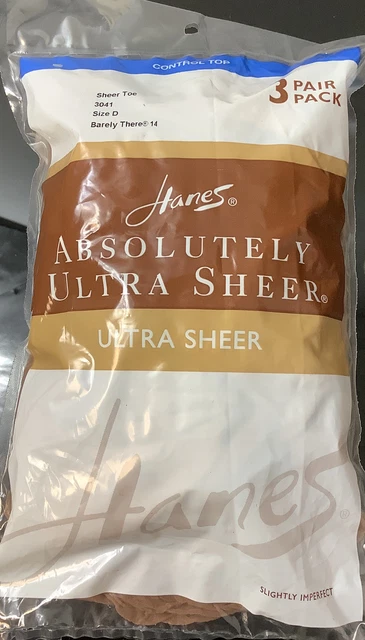 CONTROL TOP
3 PAIR
PACK
Sheer Toe
3041
Size D
Barely There® 14
Hanes®
ABSOLUTELY
ULTRA SHEER®
ULTRA SHEER
Hanes®
SLIGHTLY IMPERFECT